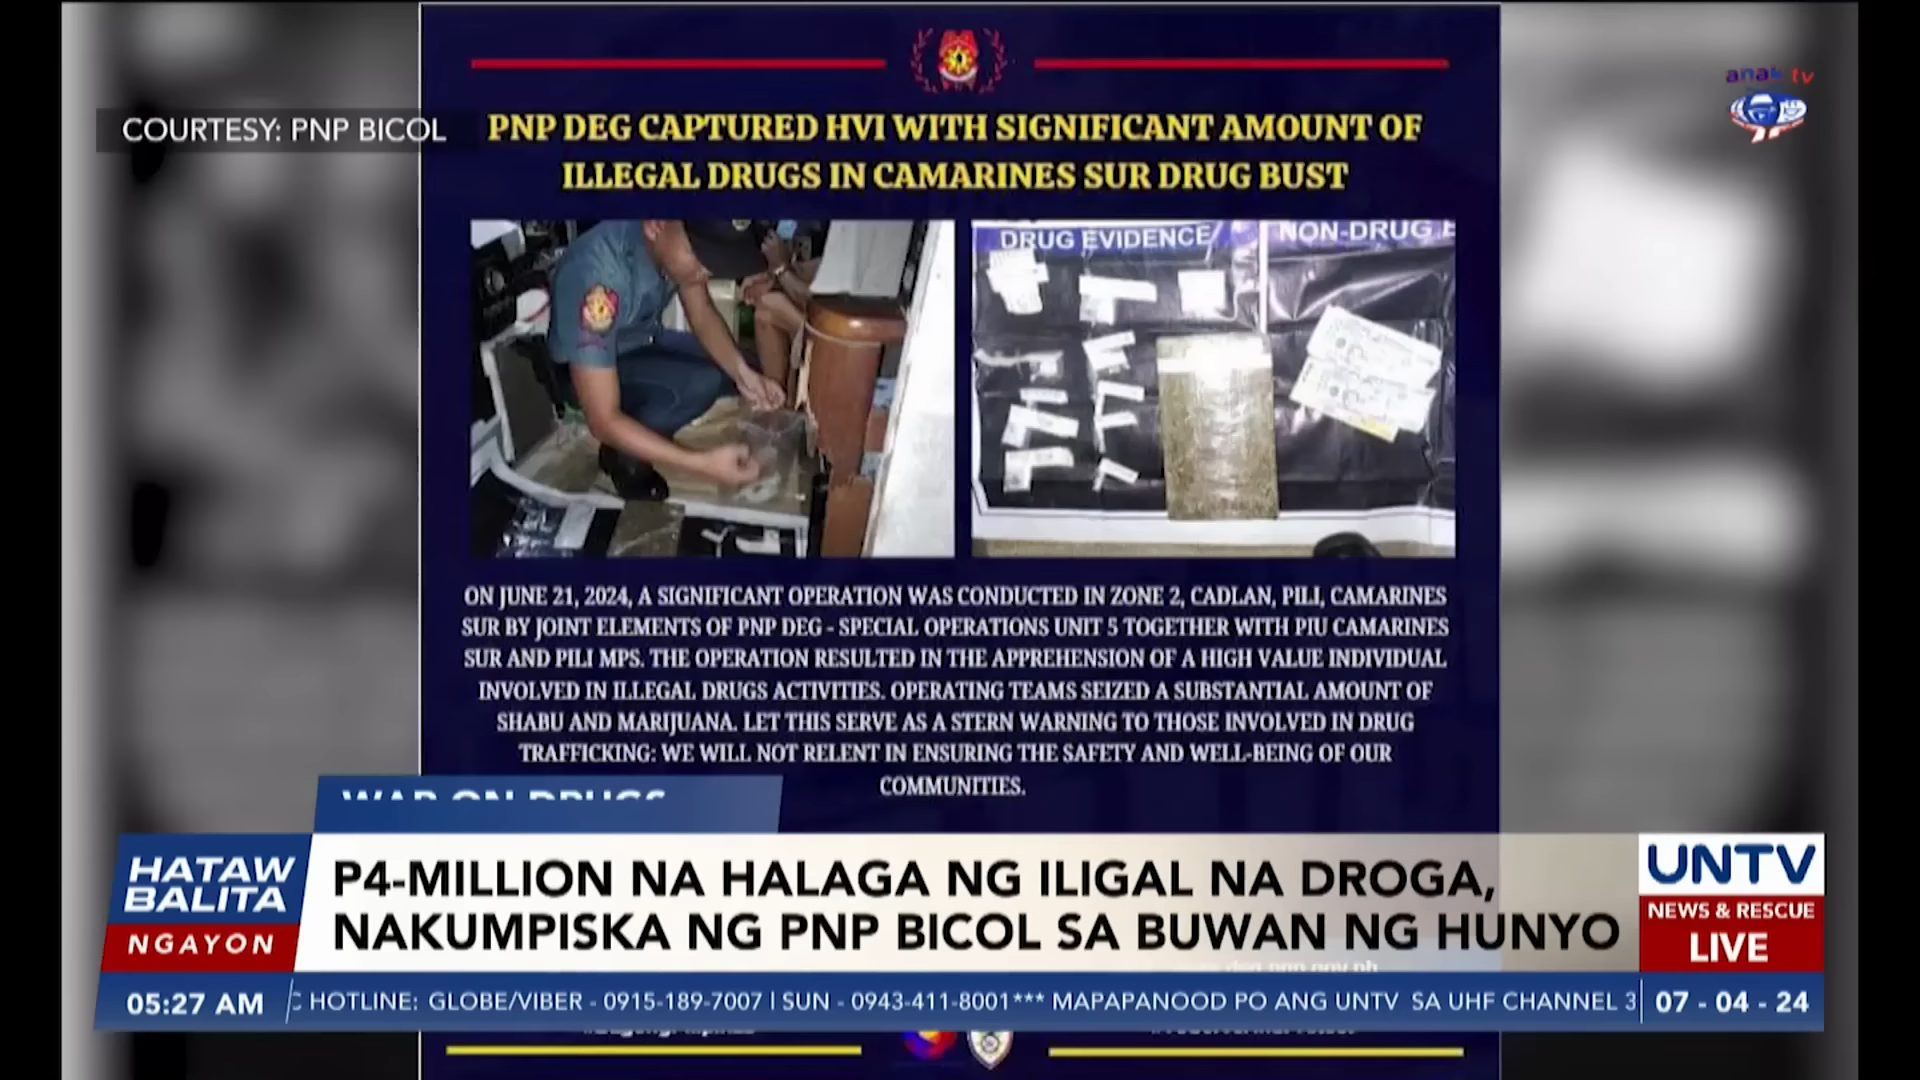 anak tv
COURTESY: PNP BICOL
PNP DEG CAPTURED HVI WITH SIGNIFICANT AMOUNT OF
ILLEGAL DRUGS IN CAMARINES SUR DRUG BUST
DRUG EVIDENCE
NON-DRUG E
ON JUNE 21, 2024, A SIGNIFICANT OPERATION WAS CONDUCTED IN ZONE 2, CADLAN, PILI, CAMARINES
SUR BY JOINT ELEMENTS OF PNP DEG - SPECIAL OPERATIONS UNIT 5 TOGETHER WITH PIU CAMARINES
SUR AND PILI MPS. THE OPERATION RESULTED IN THE APPREHENSION OF A HIGH VALUE INDIVIDUAL
INVOLVED IN ILLEGAL DRUGS ACTIVITIES. OPERATING TEAMS SEIZED A SUBSTANTIAL AMOUNT OF
SHABU AND MARIJUANA. LET THIS SERVE AS A STERN WARNING TO THOSE INVOLVED IN DRUG
TRAFFICKING: WE WILL NOT RELENT IN ENSURING THE SAFETY AND WELL-BEING OF OUR
COMMUNITIES.
WAR ON DRUGS
HATAW
BALITA
NGAYON
P4-MILLION NA HALAGA NG ILIGAL NA DROGA,
NAKUMPISKA NG PNP BICOL SA BUWAN NG HUNYO
UNTV
NEWS & RESCUE
LIVE
05:27 AM
C HOTLINE: GLOBE/VIBER - 0915-189-7007 | SUN - 0943-411-8001*** MAPAPANOOD PO ANG UNTV SA UHF CHANNEL 3
07 - 04 - 24